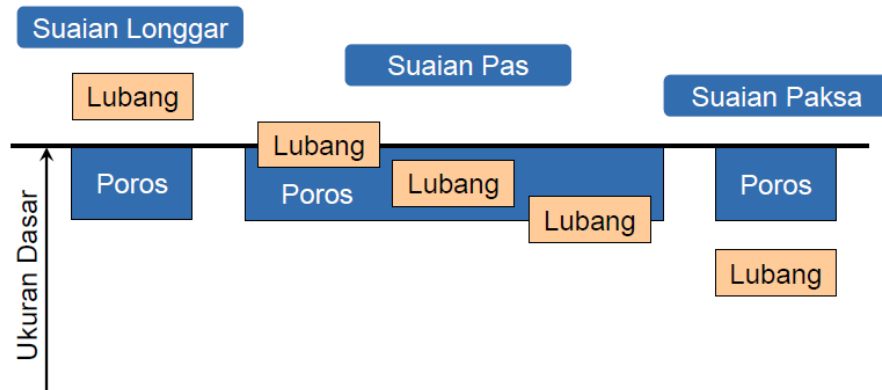 Suaian Longgar
Suaian Pas
Suaian Paksa
Lubang
Lubang
Poros
Poros
Lubang
Lubang
Poros
Lubang
Ukuran Dasar